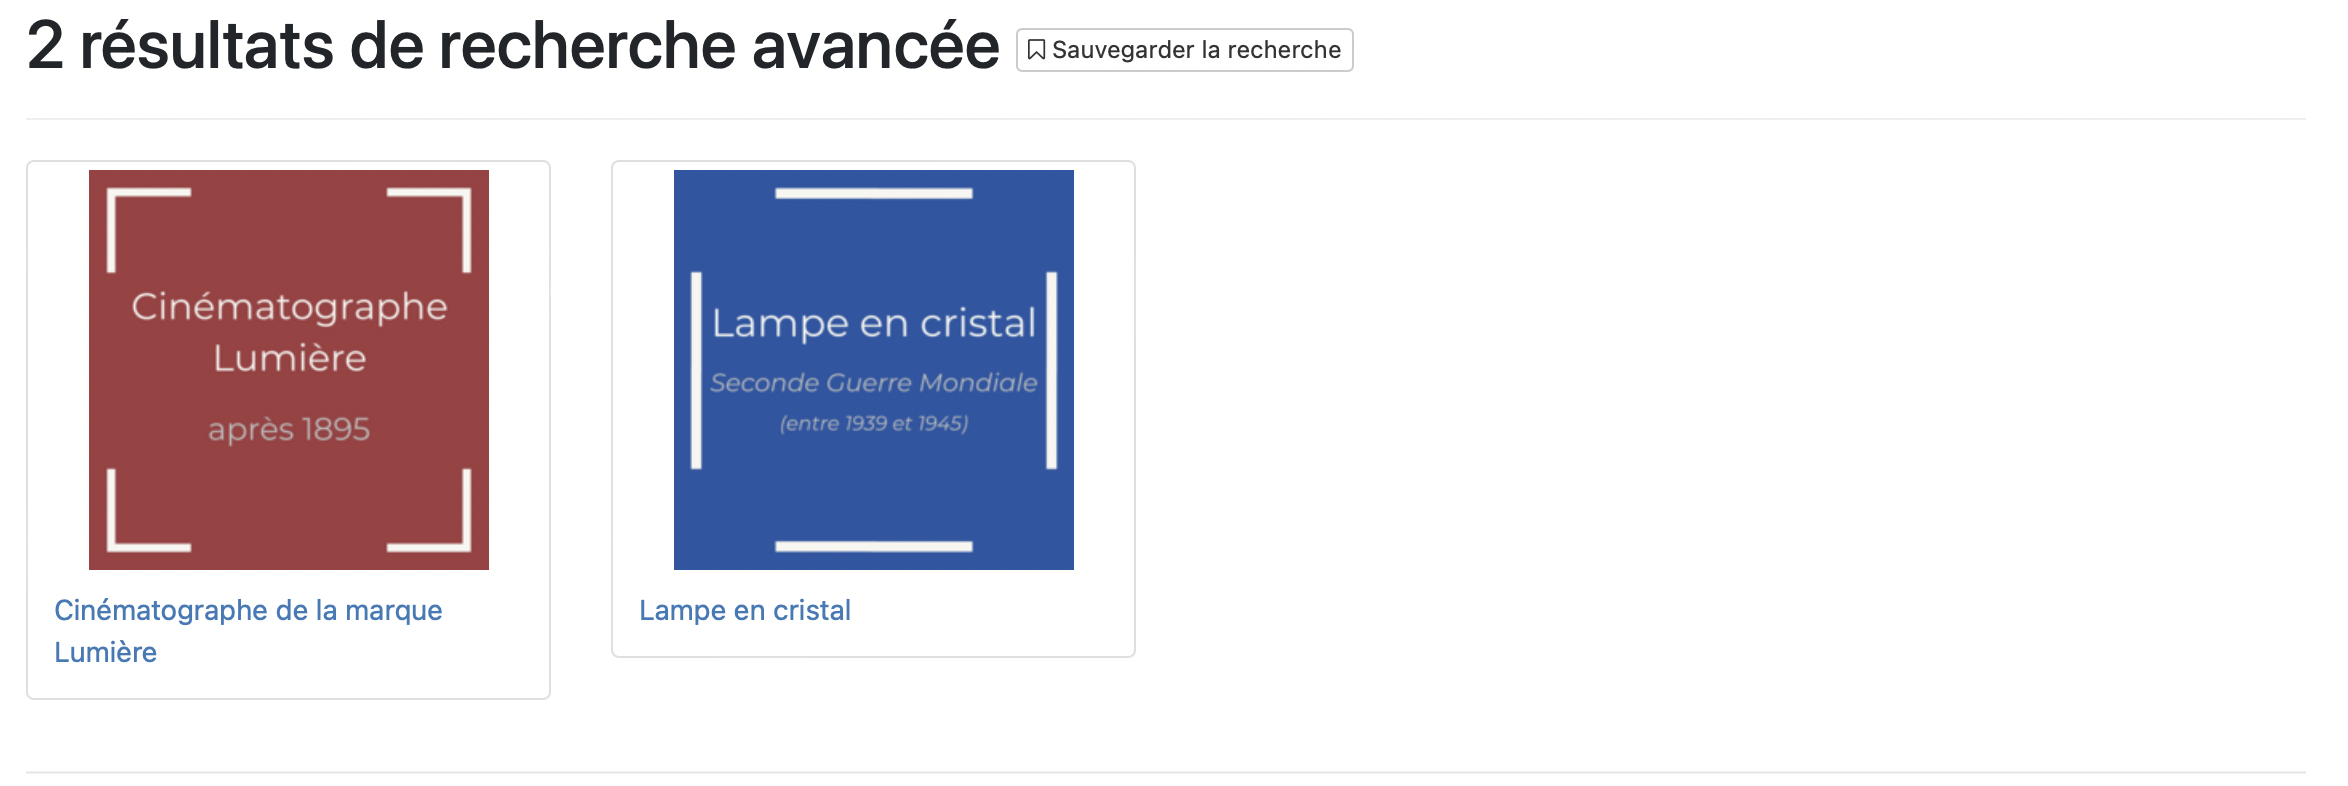 2 résultats de recherche avancée
Sauvegarder la recherche
Cinématographe
Lumière
après 1895
Cinématographe de la marque
Lumière
Lampe en cristal
Seconde Guerre Mondiale
(entre 1939 et 1945)
Lampe en cristal